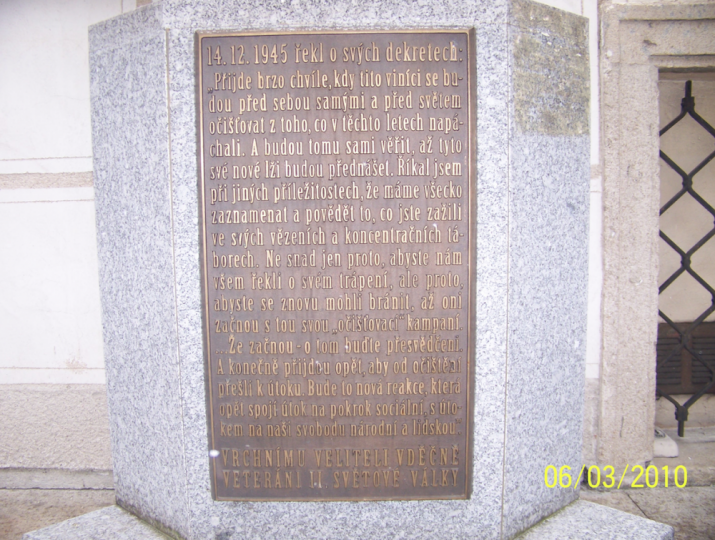 14.12.1945 řekl o svých dekretech:
„Přijde brzo chvíle, kdy tito viníci se bu-
dou před sebou samými a před světem
očišťovat z toho, co v těchto letech napá-
chali. A budou tomu sami věřit, až tyto
své nové lži budou předmášet. Říkal jsem
při jiných příležitostech, že máme všecko
zaznamenat a povědět to, co jste zažili
ve svých vězeních a koncentračních tá-
borech. Ne snad jen proto, abyste nám
všem řekli o svém trápení, ale proto,
abyste se znovu mohli bránit, až oni
začnou s tou svou „očišťovací" kampaní.
...Že začnou - o tom buďte přesvědčeni.
A konečně přijdou opět, aby od očištění
přešli k útoku. Bude to nová reakce, která
opět spojí útok na pokrok sociální, s úto-
kem na naši svobodu národní a lidskou"
VRCHNÍMU VELITELI VDĚČNĚ
VETERÁNI II. SVĚTOVÉ VÁLKY
06/03/2010